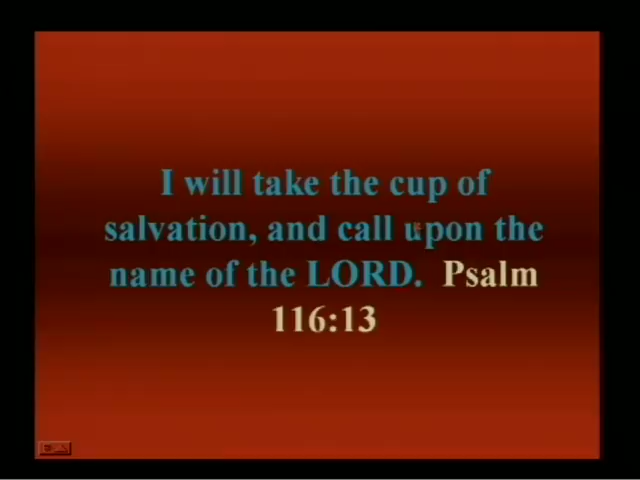 I will take the cup of
salvation, and call upon the
name of the LORD.  Psalm
116:13